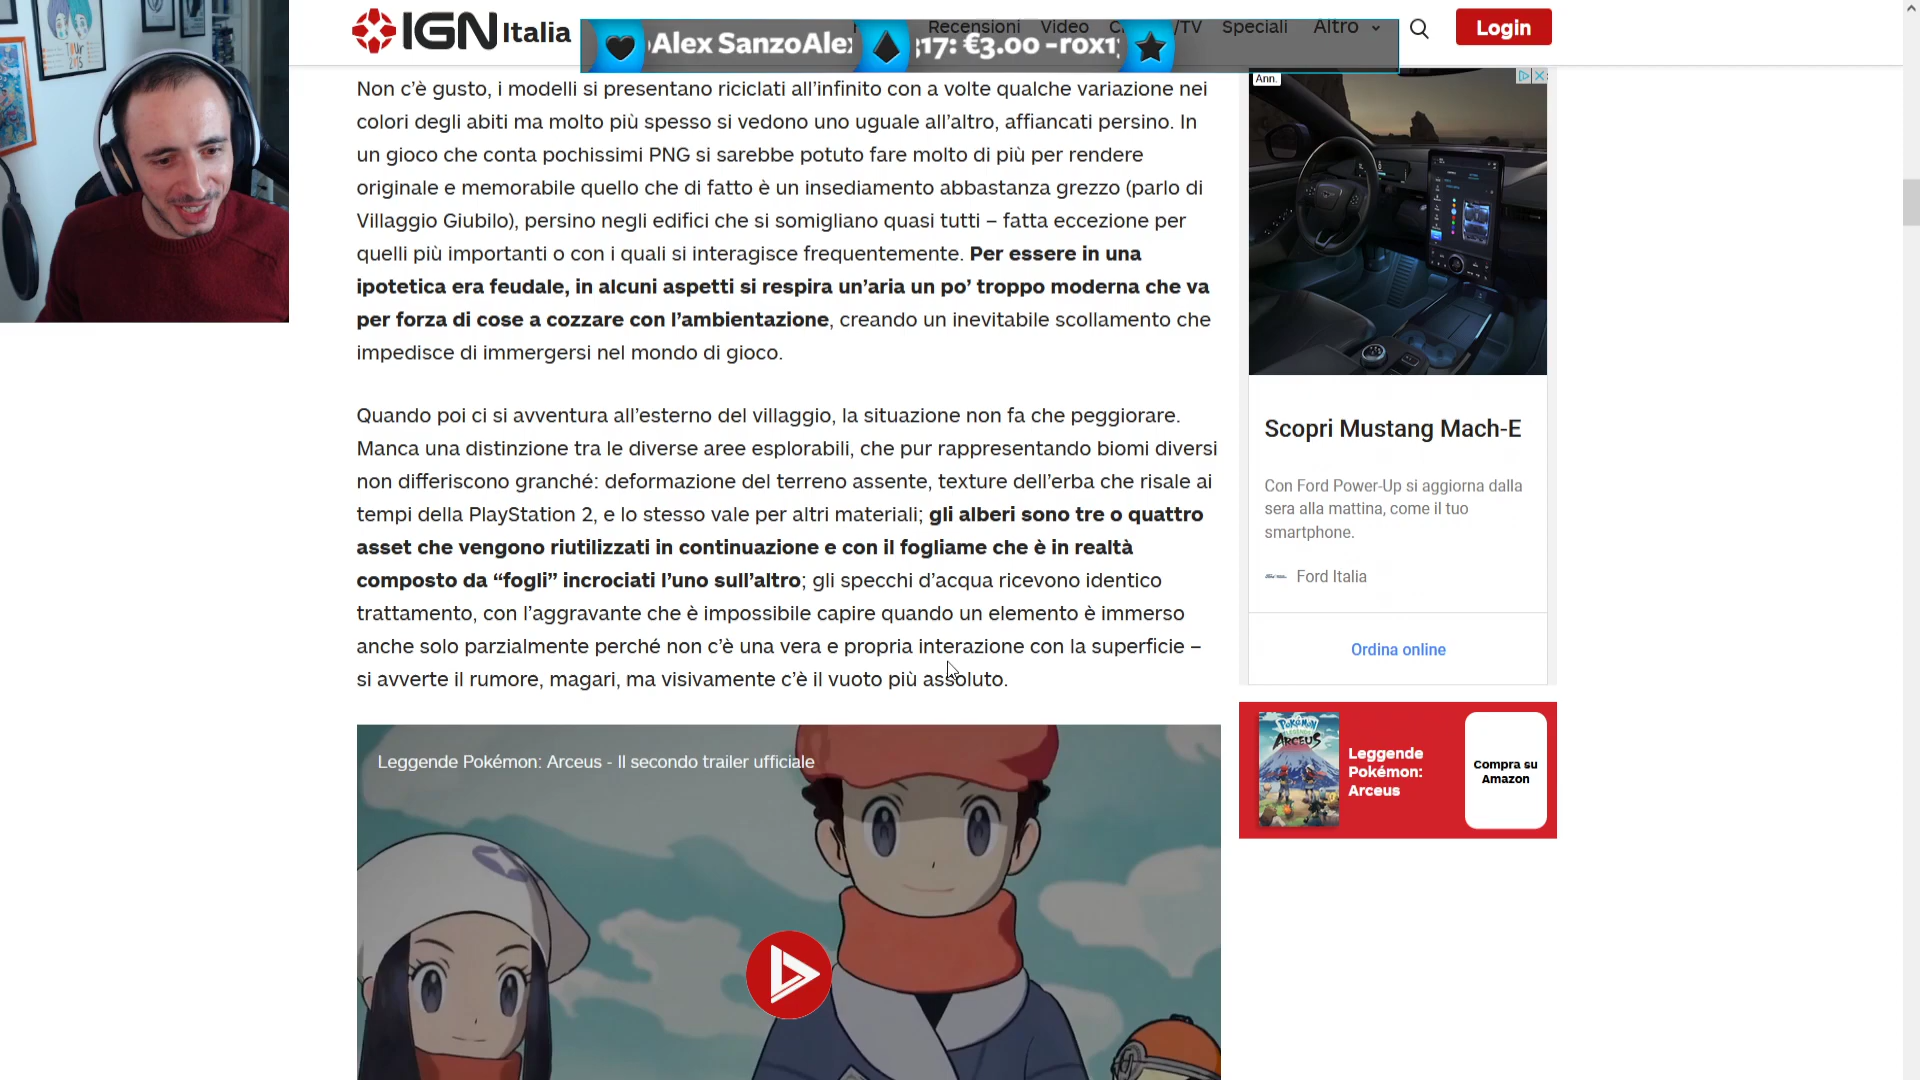 IGN Italia
Recensioni Video /TV Speciali Altro
Login
Alex SanzoAlex
317: €3.00 -rox1
Non c’è gusto, i modelli si presentano riciclati all’infinito con a volte qualche variazione nei
colori degli abiti ma molto più spesso si vedono uno uguale all’altro, affiancati persino. In
un gioco che conta pochissimi PNG si sarebbe potuto fare molto di più per rendere
originale e memorabile quello che di fatto è un insediamento abbastanza grezzo (parlo di
Villaggio Giubilo), persino negli edifici che si somigliano quasi tutti – fatta eccezione per
quelli più importanti o con i quali si interagisce frequentemente. Per essere in una
ipotetica era feudale, in alcuni aspetti si respira un’aria un po’ troppo moderna che va
per forza di cose a cozzare con l’ambientazione, creando un inevitabile scollamento che
impedisce di immergersi nel mondo di gioco.
Quando poi ci si avventura all’esterno del villaggio, la situazione non fa che peggiorare.
Manca una distinzione tra le diverse aree esplorabili, che pur rappresentando biomi diversi
non differiscono granché: deformazione del terreno assente, texture dell’erba che risale ai
tempi della PlayStation 2, e lo stesso vale per altri materiali; gli alberi sono tre o quattro
asset che vengono riutilizzati in continuazione e con il fogliame che è in realtà
composto da “fogli” incrociati l’uno sull’altro; gli specchi d’acqua ricevono identico
trattamento, con l’aggravante che è impossibile capire quando un elemento è immerso
anche solo parzialmente perché non c’è una vera e propria interazione con la superficie –
si avverte il rumore, magari, ma visivamente c’è il vuoto più assoluto.
Leggende Pokémon: Arceus - Il secondo trailer ufficiale
Ann.
Scopri Mustang Mach-E
Con Ford Power-Up si aggiorna dalla
sera alla mattina, come il tuo
smartphone.
Ford Italia
Ordina online
POKÉMON
LEGENDS
ARCEUS
Leggende
Pokémon:
Arceus
Compra su
Amazon
TOUR
2015